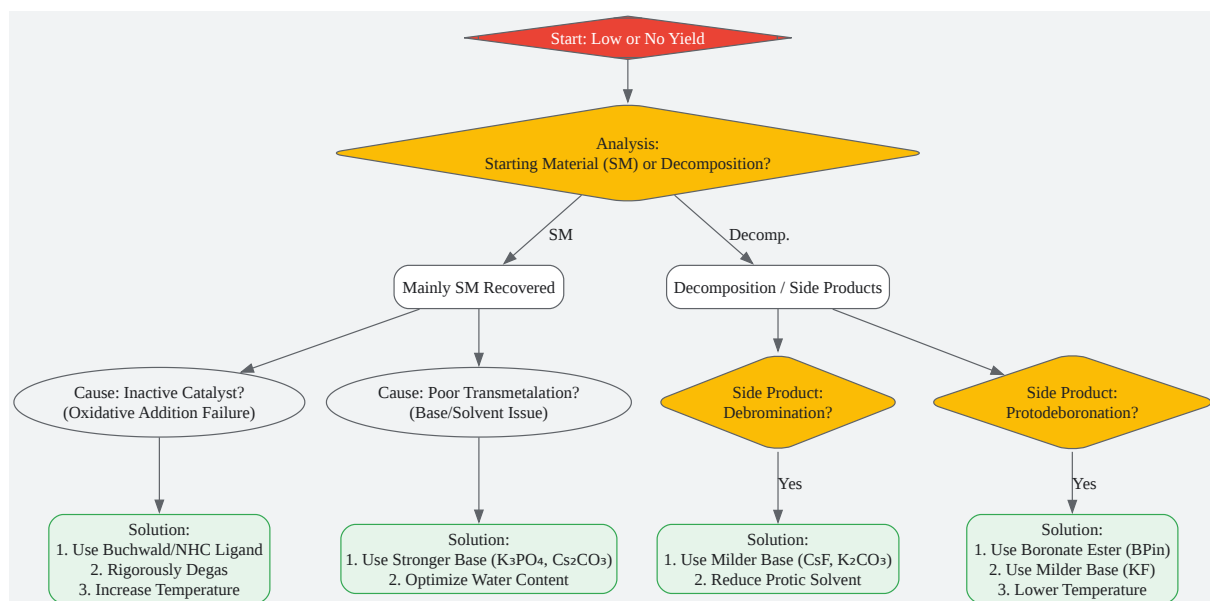 Start: Low or No Yield
Analysis:
Starting Material (SM) or Decomposition?
SM
Decomp.
Mainly SM Recovered
Decomposition / Side Products
Cause: Inactive Catalyst?
(Oxidative Addition Failure)
Cause: Poor Transmetalation?
(Base/Solvent Issue)
Side Product:
Debromination?
Side Product:
Protodeboronation?
Yes
Yes
Solution:
1. Use Buchwald/NHC Ligand
2. Rigorously Degas
3. Increase Temperature
Solution:
1. Use Stronger Base (K₃PO₄, Cs₂CO₃)
2. Optimize Water Content
Solution:
1. Use Milder Base (CsF, K₂CO₃)
2. Reduce Protic Solvent
Solution:
1. Use Boronate Ester (BPin)
2. Use Milder Base (KF)
3. Lower Temperature